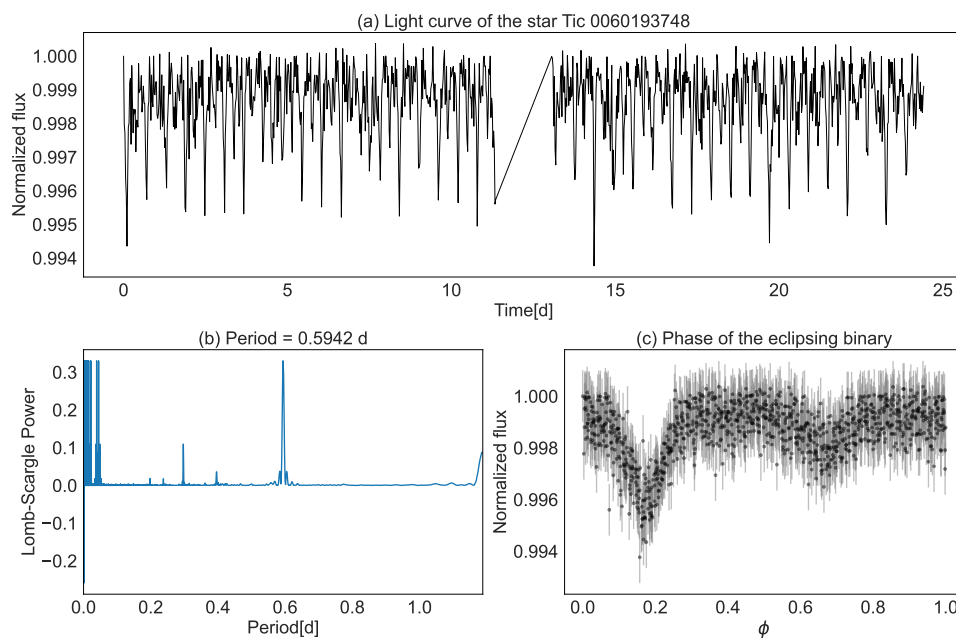 (a) Light curve of the star Tic 0060193748
Normalized flux
1.000
0.999
0.998
0.997
0.996
0.995
0.994
0 5 10 15 20 25
Time[d]
(b) Period = 0.5942 d
Lomb-Scargle Power
0.3
0.2
0.1
0.0
−0.1
−0.2
0.0 0.2 0.4 0.6 0.8 1.0
Period[d]
(c) Phase of the eclipsing binary
Normalized flux
1.000
0.998
0.996
0.994
0.0 0.2 0.4 0.6 0.8 1.0
ϕ